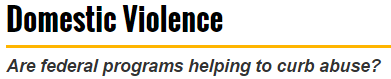 Domestic Violence
Are federal programs helping to curb abuse?